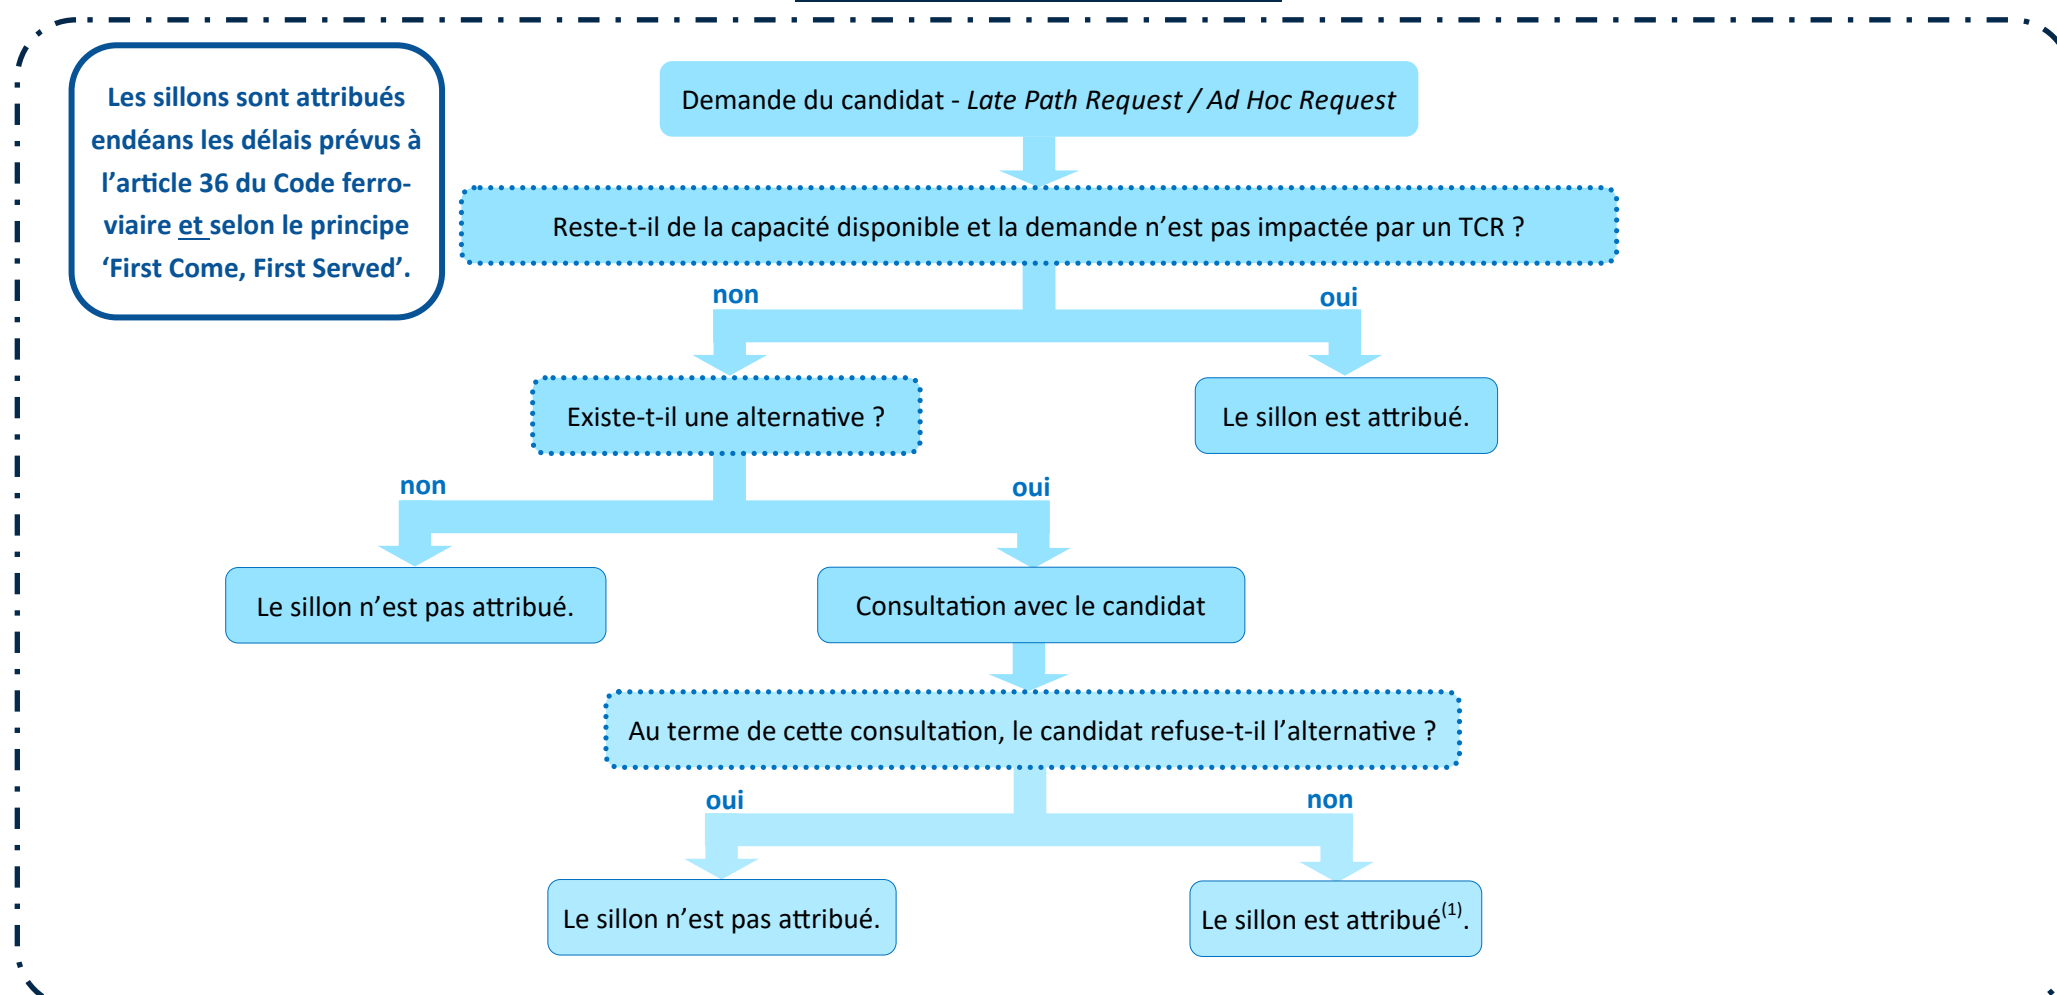 Les sillons sont attribués
endéans les délais prévus à
l’article 36 du Code ferro-
viaire et selon le principe
‘First Come, First Served’.
Demande du candidat - Late Path Request / Ad Hoc Request
Reste-t-il de la capacité disponible et la demande n’est pas impactée par un TCR ?
non
oui
Existe-t-il une alternative ?
Le sillon est attribué.
non
oui
Le sillon n’est pas attribué.
Consultation avec le candidat
Au terme de cette consultation, le candidat refuse-t-il l’alternative ?
oui
non
Le sillon n’est pas attribué.
Le sillon est attribué(1).